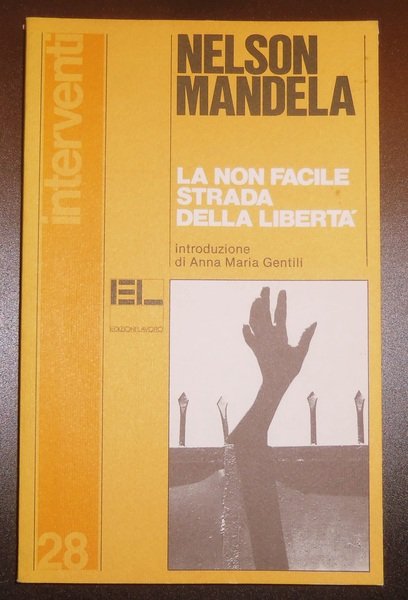 interventi
NELSON
MANDELA
LA NON FACILE
STRADA
DELLA LIBERTA'
introduzione
di Anna Maria Gentili
EL
EDIZIONI LAVORO
28